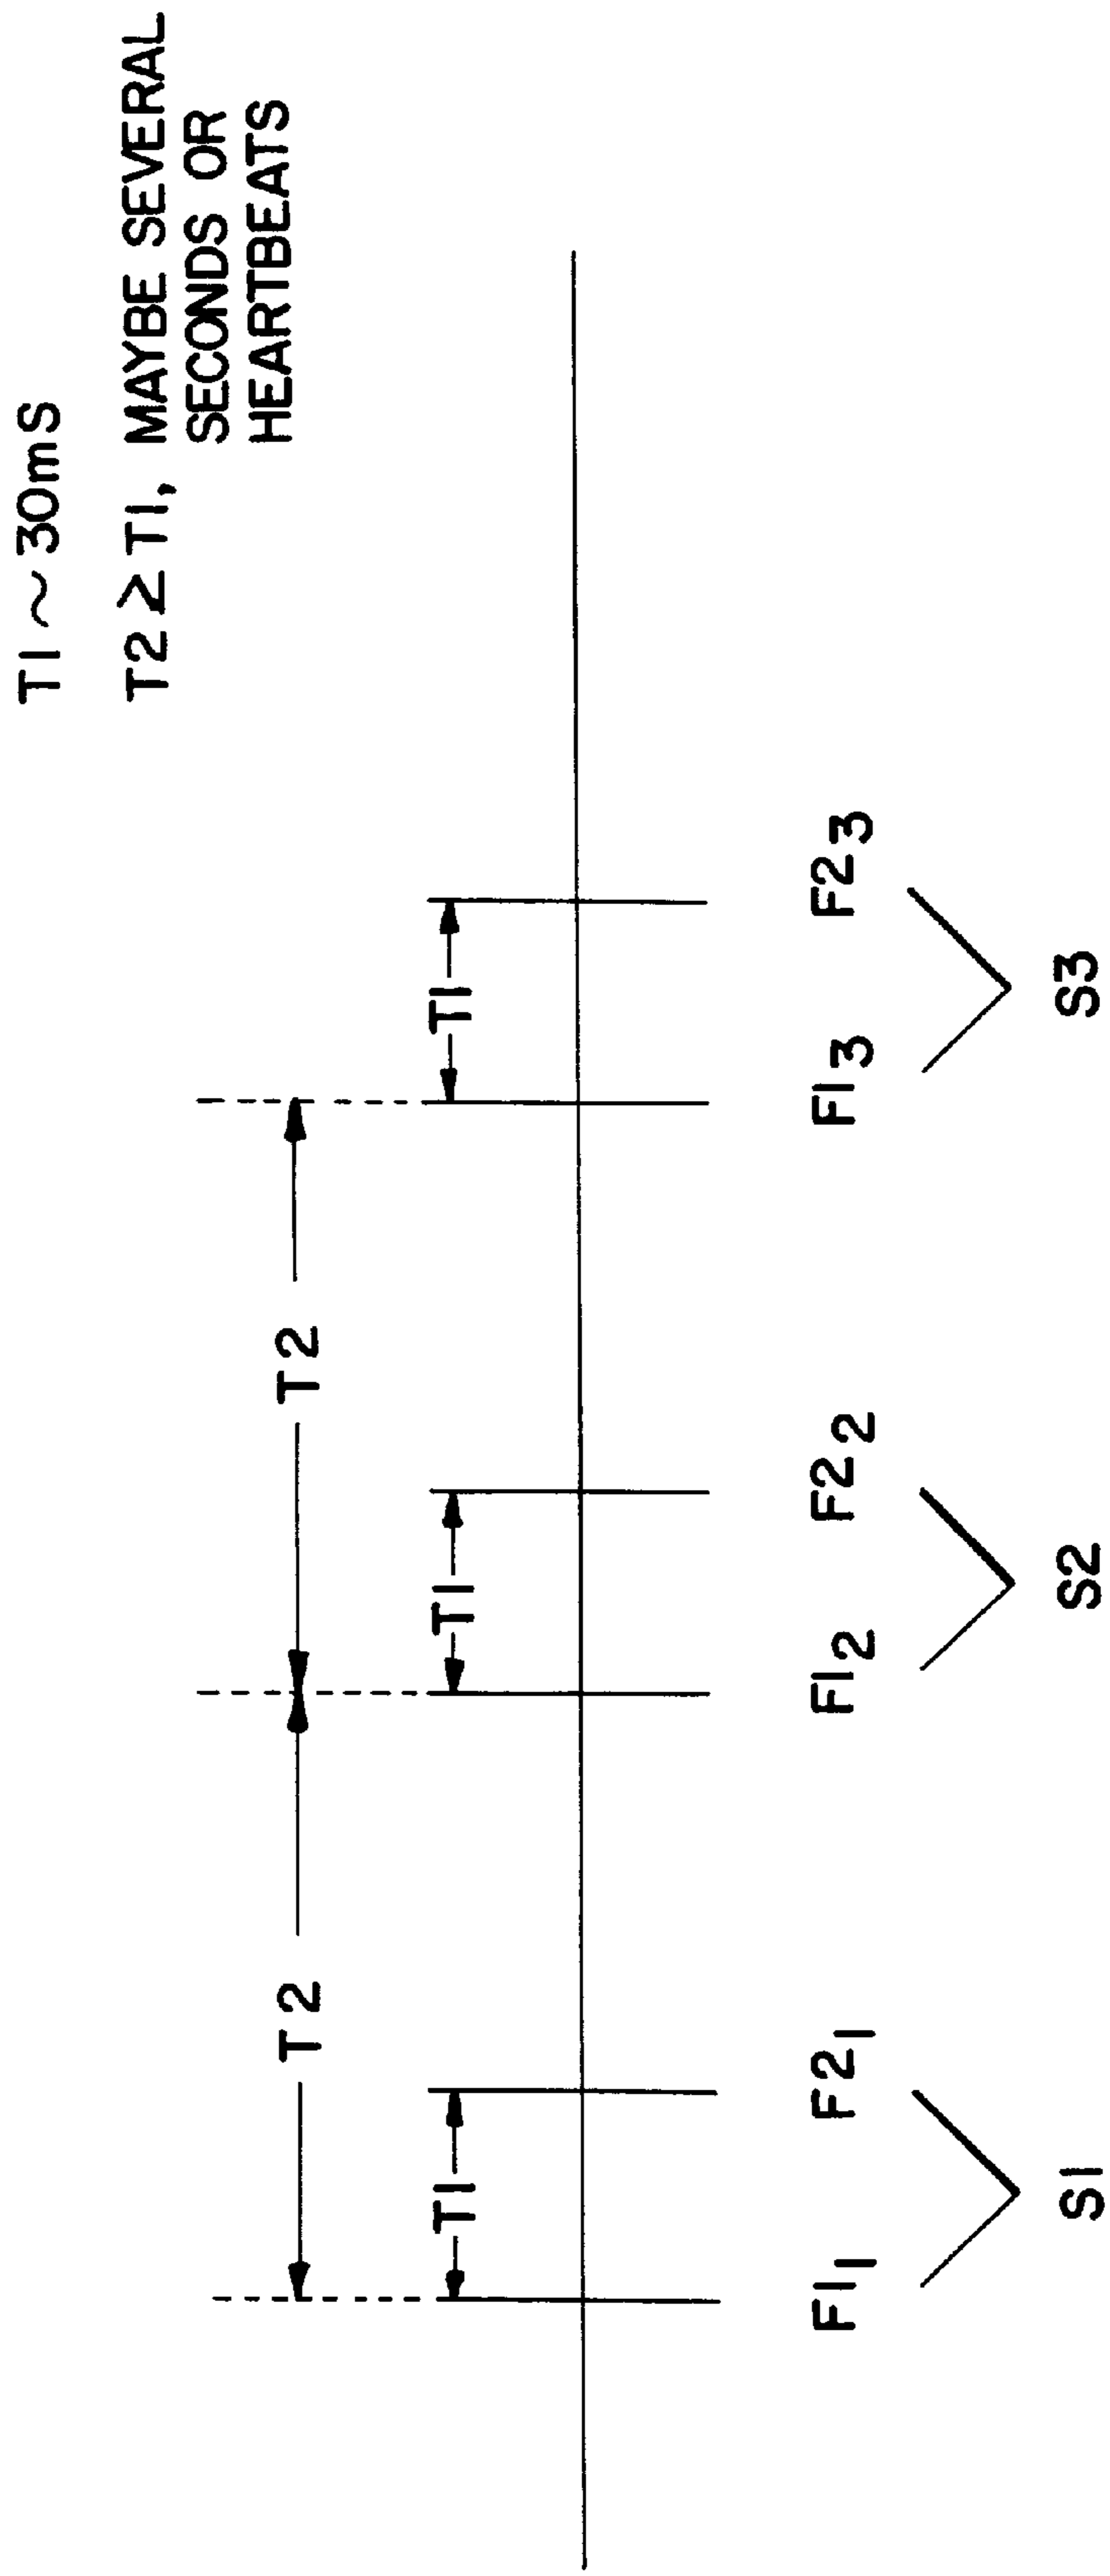 T1 ~ 30mS
T2 ≥ T1, MAYBE SEVERAL
SECONDS OR
HEARTBEATS
T2 T2
T1 T1 T1
F1₁ F2₁ F1₂ F2₂ F1₃ F2₃
S1 S2 S3